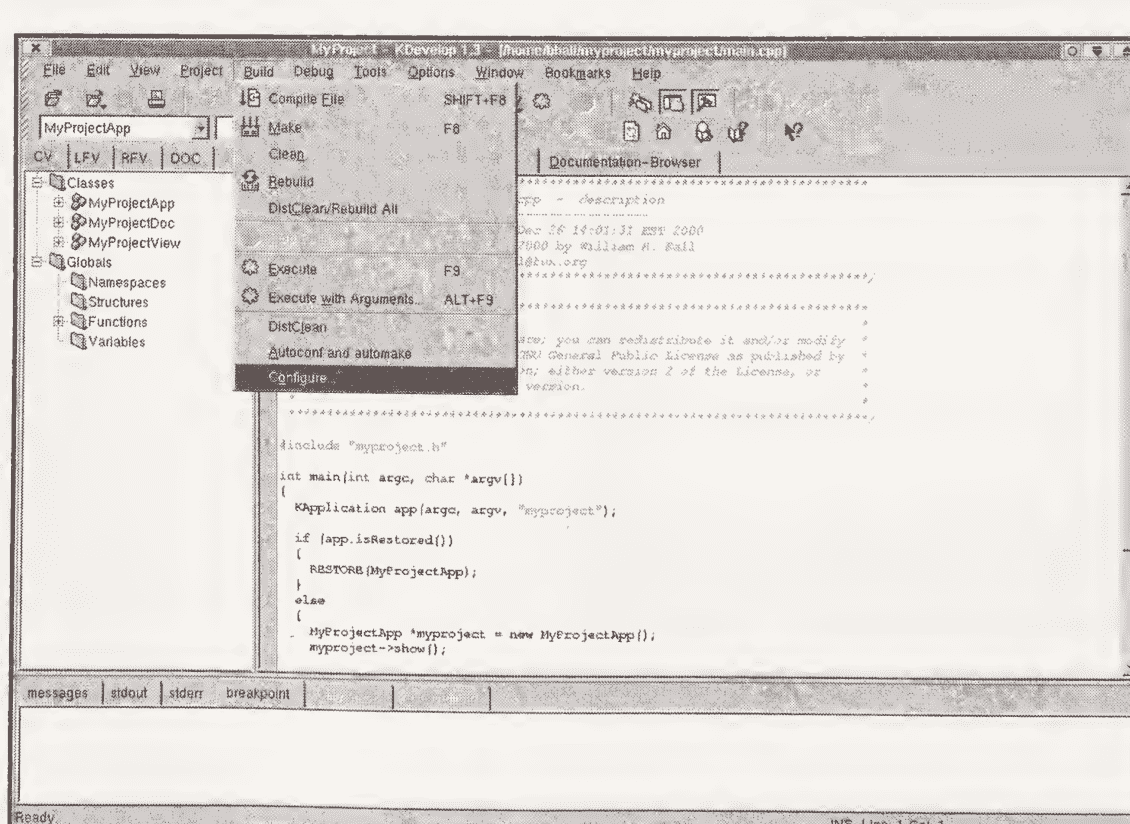 MyProject - KDevelop 1.3 - [/home/bball/myproject/myproject/main.cpp]
File Edit View Project Build Debug Tools Options Window Bookmarks Help
MyProjectApp
CV LFV RFV DOC
Documentation-Browser
Compile File SHIFT+F8
Make F8
Clean
Rebuild
DistClean/Rebuild All
Execute F9
Execute with Arguments... ALT+F9
DistClean
Autoconf and automake
Configure...
Classes
MyProjectApp
MyProjectDoc
MyProjectView
Globals
Namespaces
Structures
Functions
Variables
******************************************************************
cpp - description
-------------------
Dec 26 14:01:31 EST 2000
2000 by William H. Ball
@tux.org
******************************************************************/
******************************************************************
*
; you can redistribute it and/or modify *
GNU General Public License as published by *
; either version 2 of the License, or *
version. *
* *
******************************************************************/
#include "myproject.h"
int main(int argc, char *argv[])
{
KApplication app(argc, argv, "myproject");
if (app.isRestored())
{
RESTORE(MyProjectApp);
}
else
{
MyProjectApp *myproject = new MyProjectApp();
myproject->show();
messages stdout stderr breakpoint
Ready
INS Line: 1 Col: 1